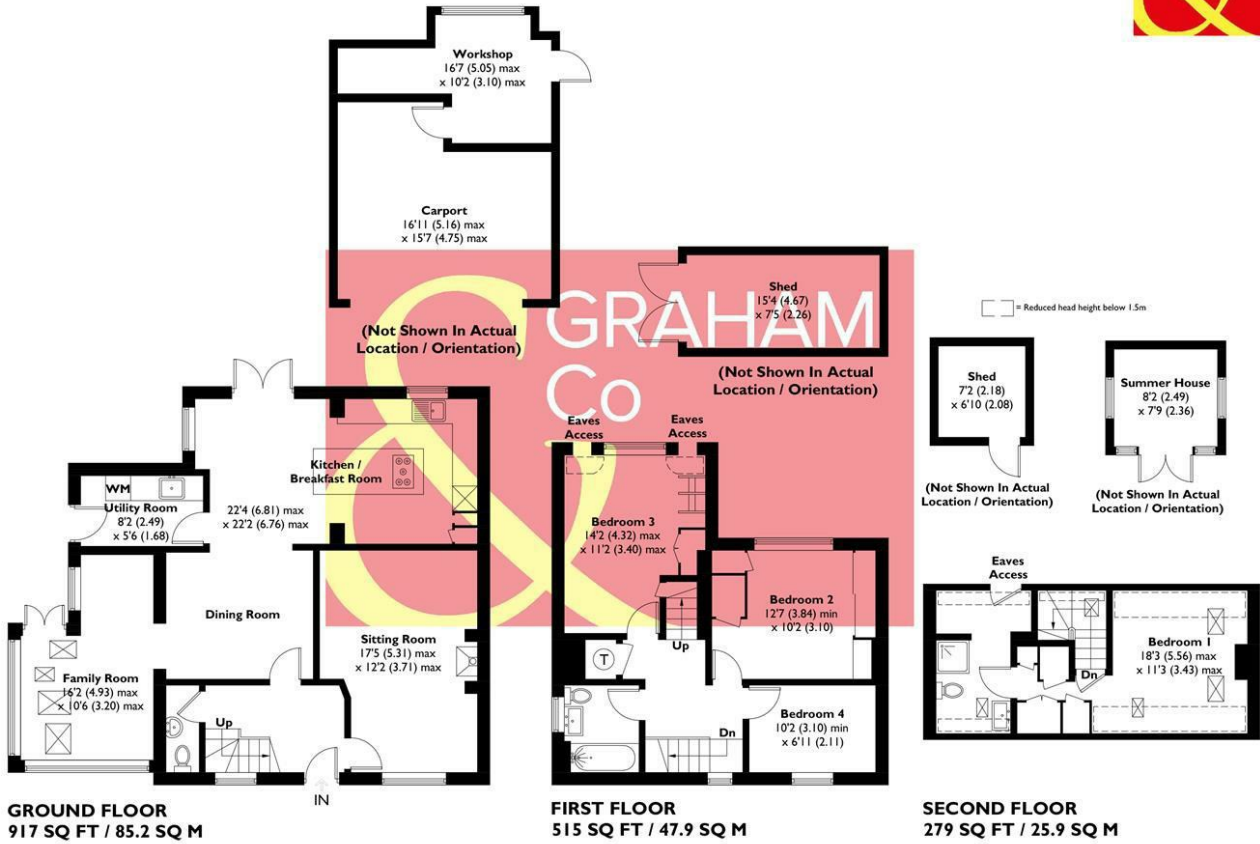 Workshop
16'7 (5.05) max
x 10'2 (3.10) max
Carport
16'11 (5.16) max
x 15'7 (4.75) max
(Not Shown In Actual
Location / Orientation)
&
GRAHAM
Co
Shed
15'4 (4.67)
x 7'5 (2.26)
(Not Shown In Actual
Location / Orientation)
= Reduced head height below 1.5m
Shed
7'2 (2.18)
x 6'10 (2.08)
(Not Shown In Actual
Location / Orientation)
Summer House
8'2 (2.49)
x 7'9 (2.36)
(Not Shown In Actual
Location / Orientation)
Kitchen /
Breakfast Room
22'4 (6.81) max
x 22'2 (6.76) max
WM
Utility Room
8'2 (2.49)
x 5'6 (1.68)
Dining Room
Sitting Room
17'5 (5.31) max
x 12'2 (3.71) max
Family Room
16'2 (4.93) max
x 10'6 (3.20) max
Up
IN
GROUND FLOOR
917 SQ FT / 85.2 SQ M
Eaves
Access
Eaves
Access
Bedroom 3
14'2 (4.32) max
x 11'2 (3.40) max
Bedroom 2
12'7 (3.84) min
x 10'2 (3.10)
Up
T
Dn
Bedroom 4
10'2 (3.10) min
x 6'11 (2.11)
FIRST FLOOR
515 SQ FT / 47.9 SQ M
Eaves
Access
Bedroom 1
18'3 (5.56) max
x 11'3 (3.43) max
Dn
SECOND FLOOR
279 SQ FT / 25.9 SQ M